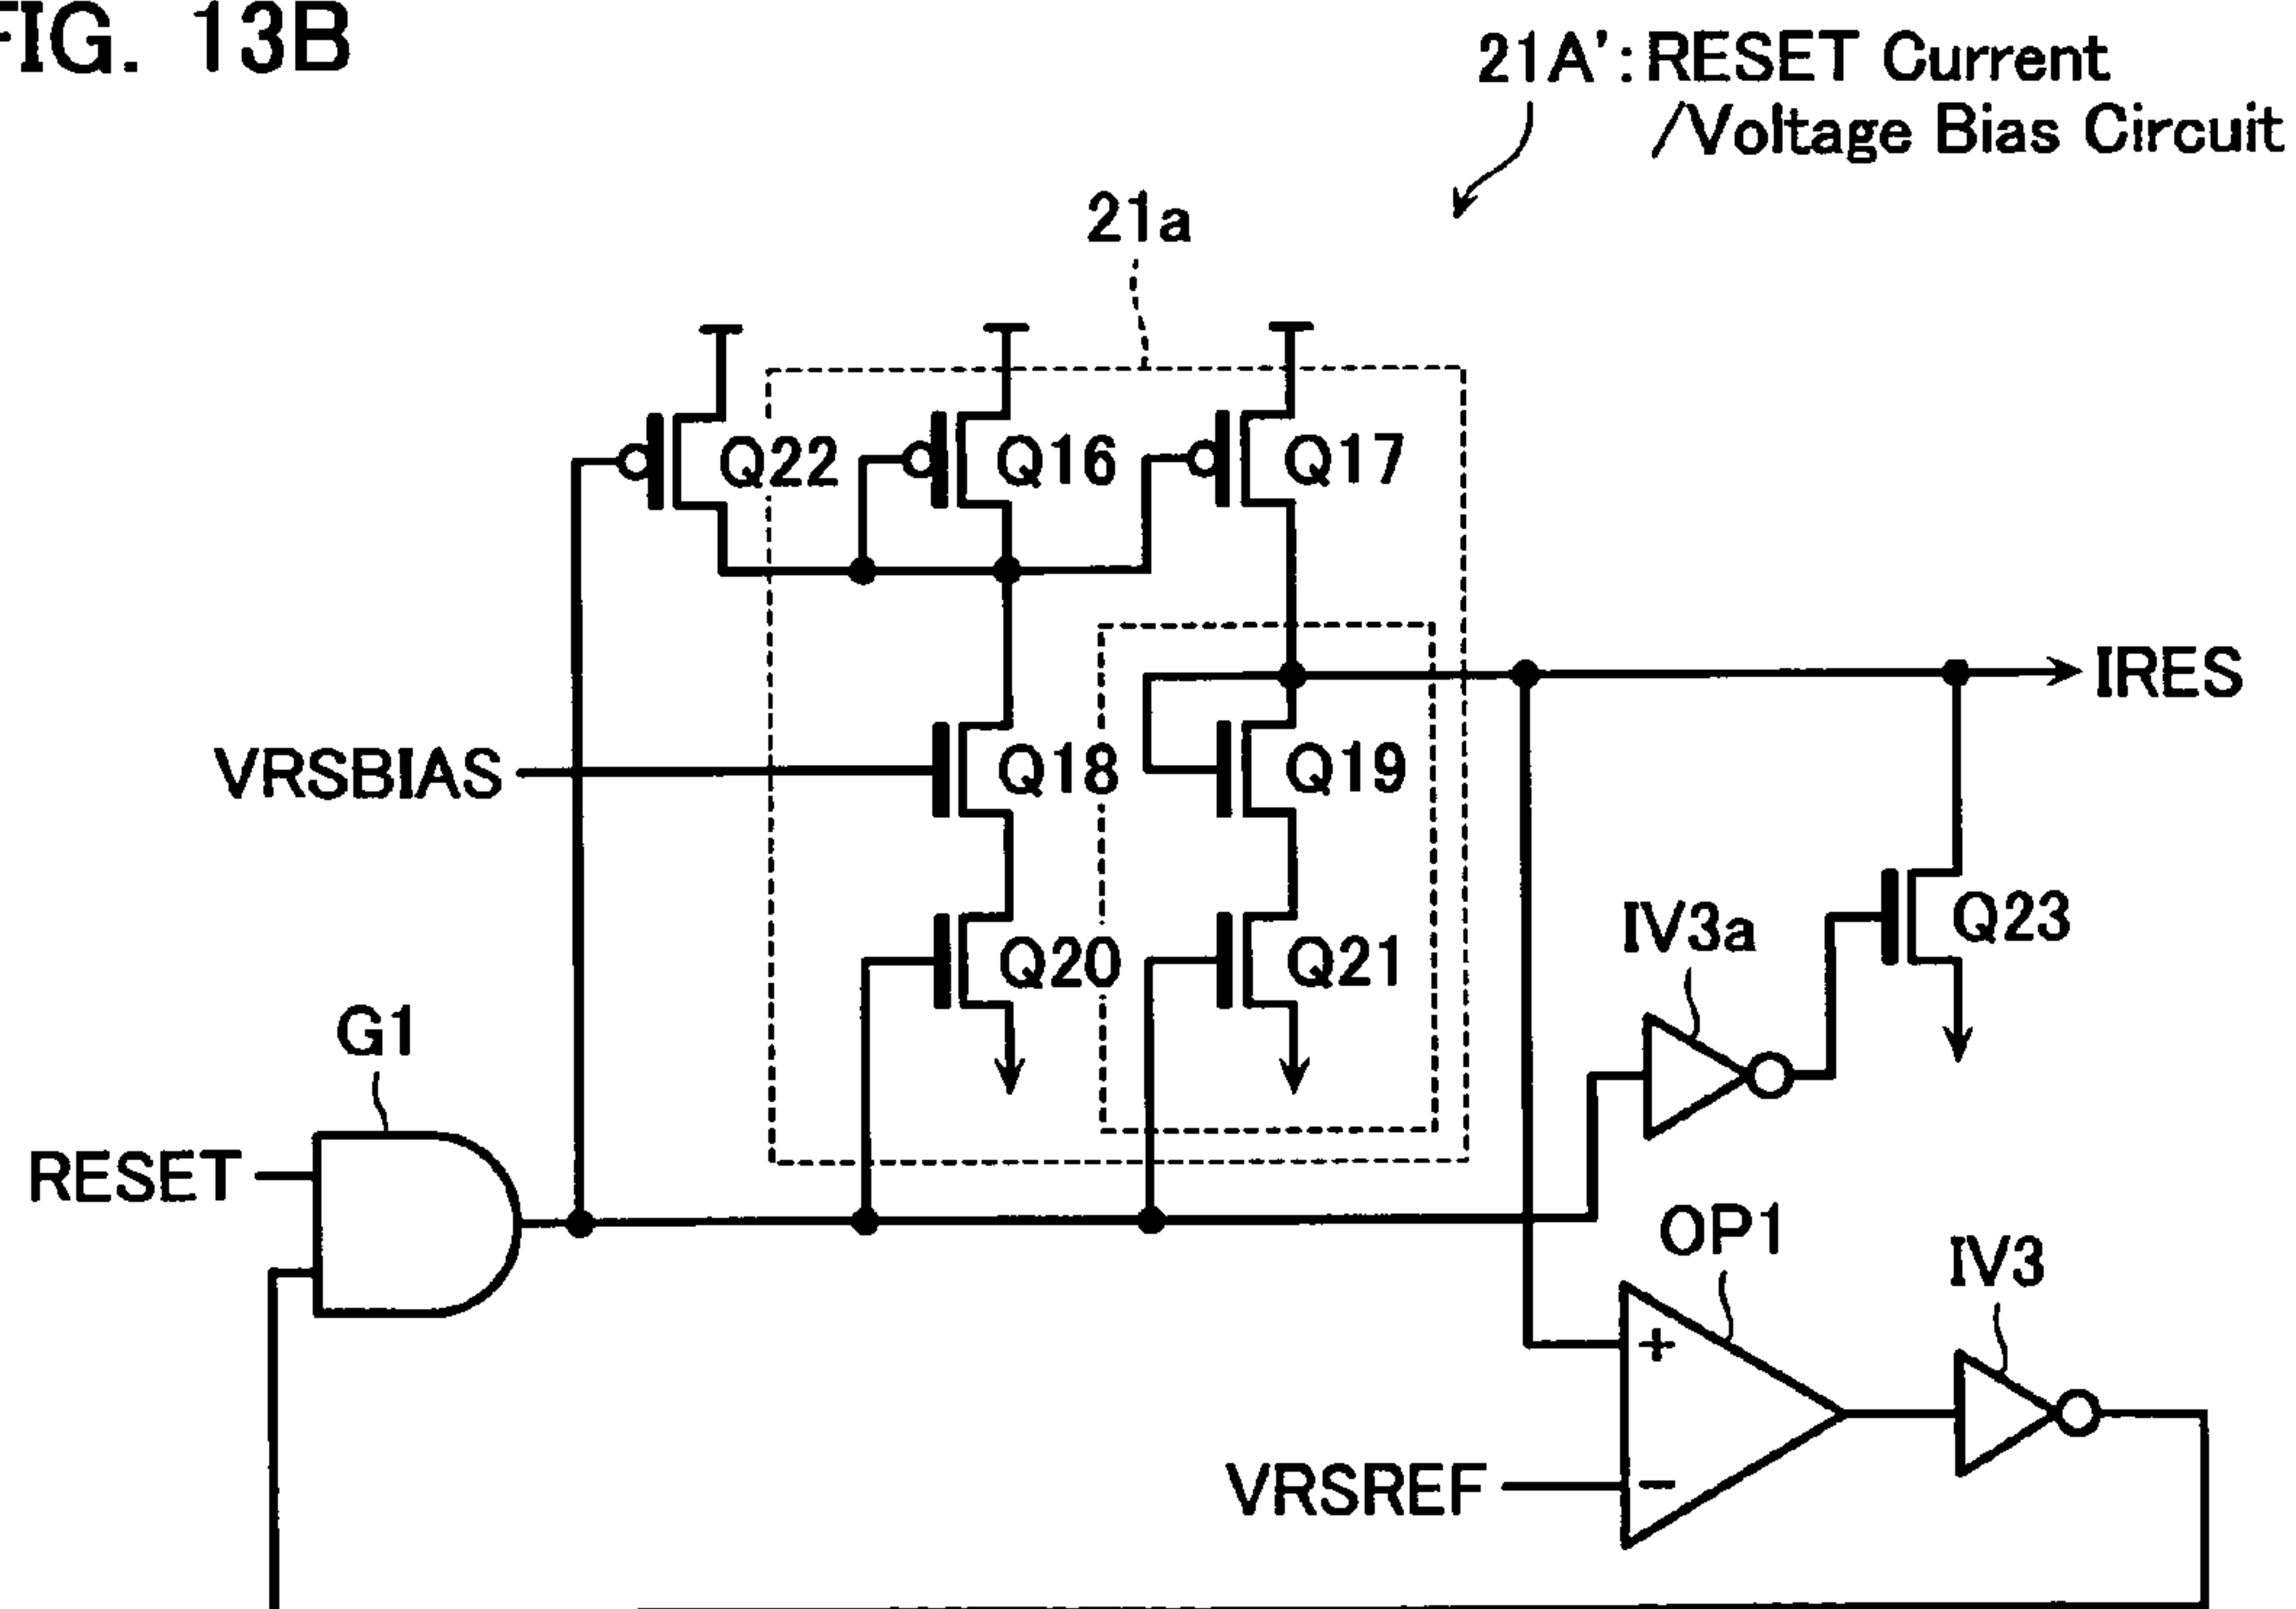 FIG. 13B
21A':RESET Current
/Voltage Bias Circuit
21a
Q22
Q16
Q17
IRES
VRSBIAS
Q18
Q19
IV3a
Q23
Q20
Q21
G1
RESET
OP1
IV3
+
VRSREF
−